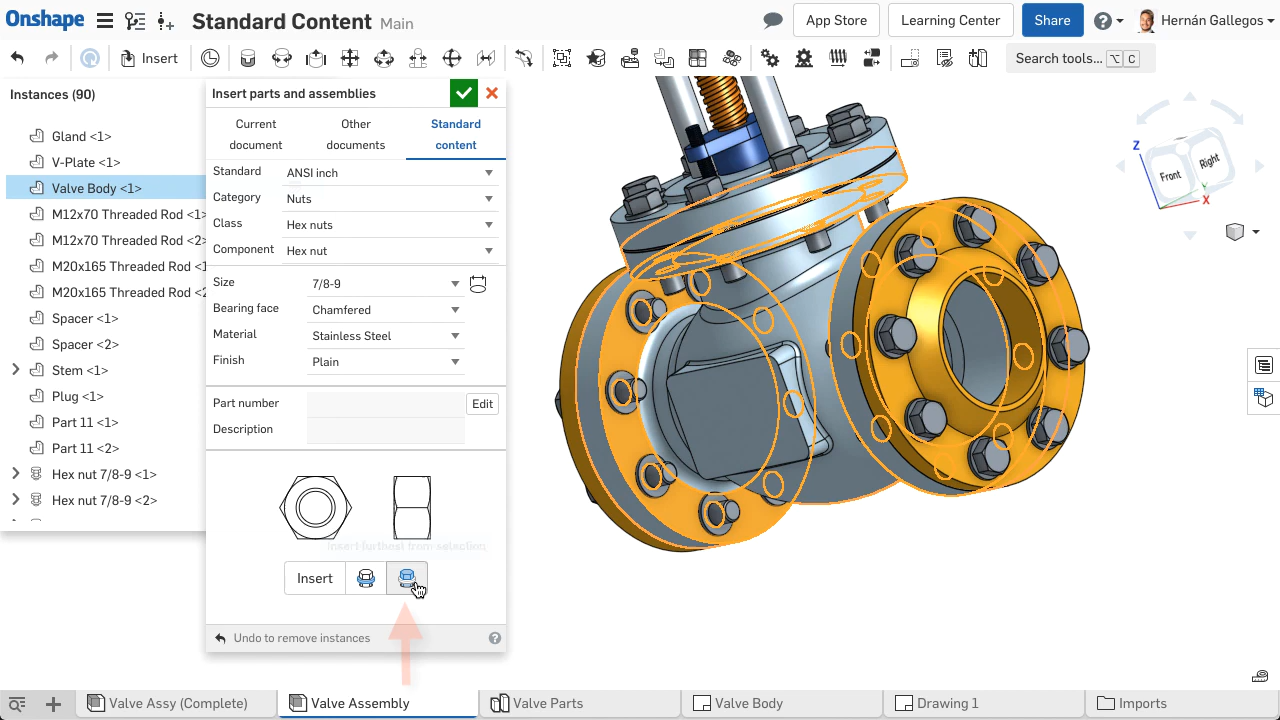 Onshape Standard Content Main App Store Learning Center Share Hernán Gallegos
Insert Search tools... ⌥ C
Instances (90)
Gland <1>
V-Plate <1>
Valve Body <1>
M12x70 Threaded Rod <1>
M12x70 Threaded Rod <2>
M20x165 Threaded Rod <1
M20x165 Threaded Rod <2
Spacer <1>
Spacer <2>
Stem <1>
Plug <1>
Part 11 <1>
Part 11 <2>
Hex nut 7/8-9 <1>
Hex nut 7/8-9 <2>
Insert parts and assemblies
Current document
Other documents
Standard content
Standard ANSI inch
Category Nuts
Class Hex nuts
Component Hex nut
Size 7/8-9
Bearing face Chamfered
Material Stainless Steel
Finish Plain
Part number Edit
Description
Insert furthest from selection
Insert
Undo to remove instances
Z
Front Right
Y
X
Valve Assy (Complete) Valve Assembly Valve Parts Valve Body Drawing 1 Imports